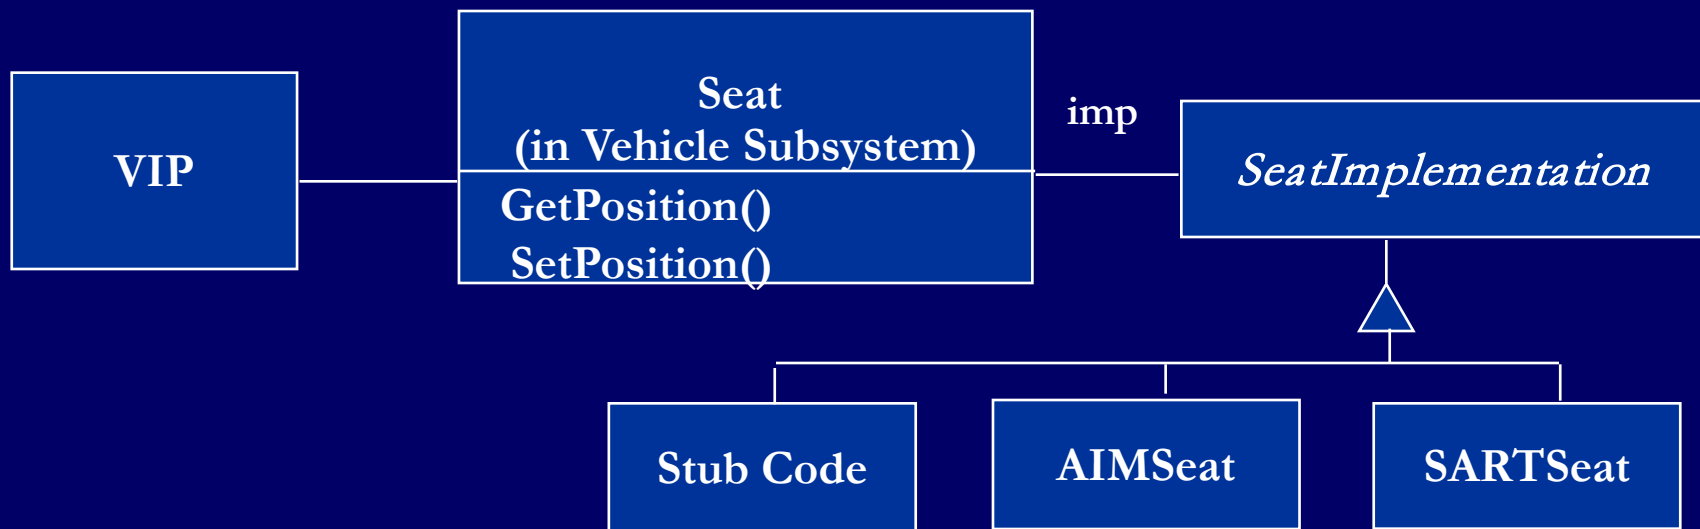 VIP
Seat
(in Vehicle Subsystem)
GetPosition()
SetPosition()
imp
SeatImplementation
Stub Code
AIMSeat
SARTSeat